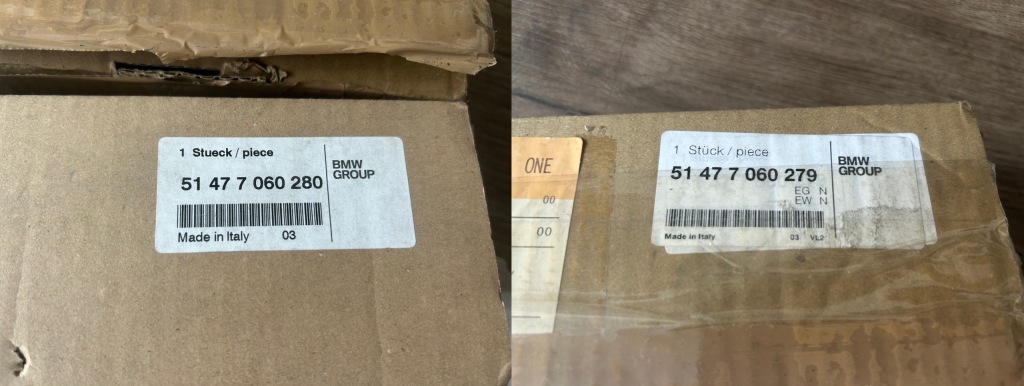 1 Stueck / piece
51 47 7 060 280
BMW
GROUP
Made in Italy 03
ONE
00
00
1 Stück / piece
51 47 7 060 279
EG N
EW N
BMW
GROUP
Made in Italy 03 VL2